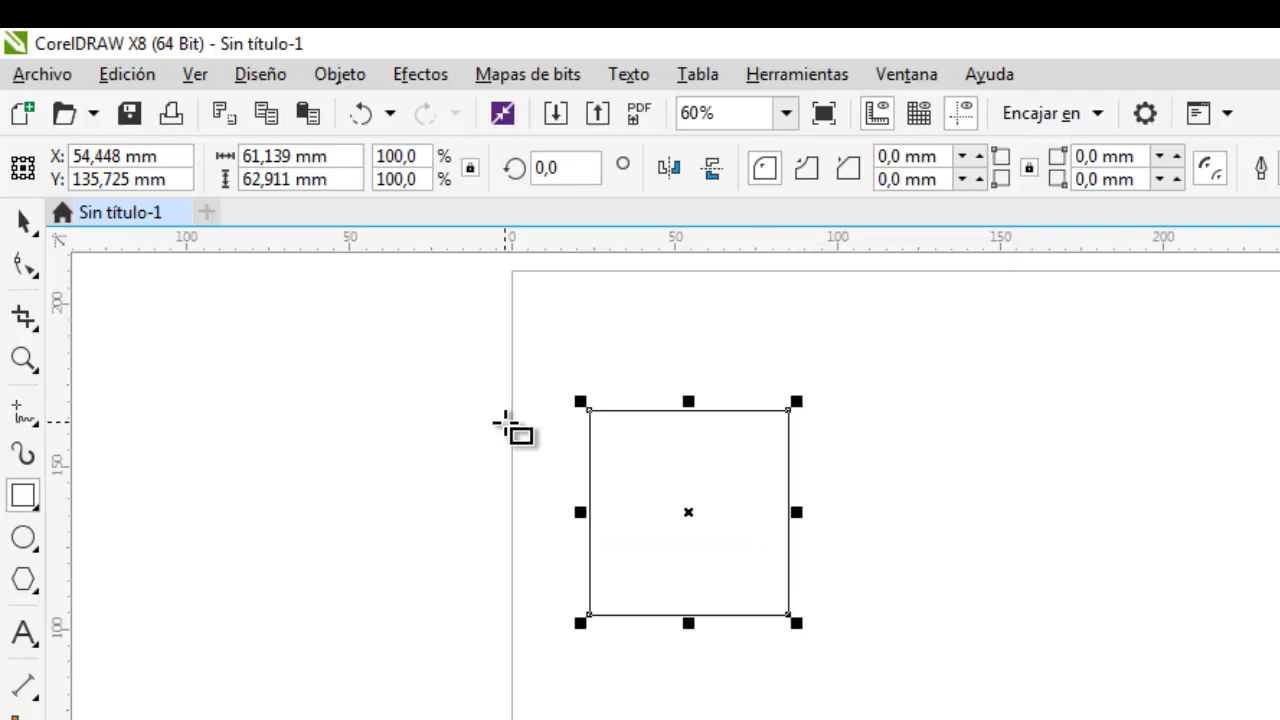 CorelDRAW X8 (64 Bit) - Sin título-1
Archivo Edición Ver Diseño Objeto Efectos Mapas de bits Texto Tabla Herramientas Ventana Ayuda
PDF 60% Encajar en
X: 54,448 mm 61,139 mm 100,0 % 0,0 0,0 mm 0,0 mm
Y: 135,725 mm 62,911 mm 100,0 % 0,0 mm 0,0 mm
Sin título-1
100 50 0 50 100 150 200
200
150
100